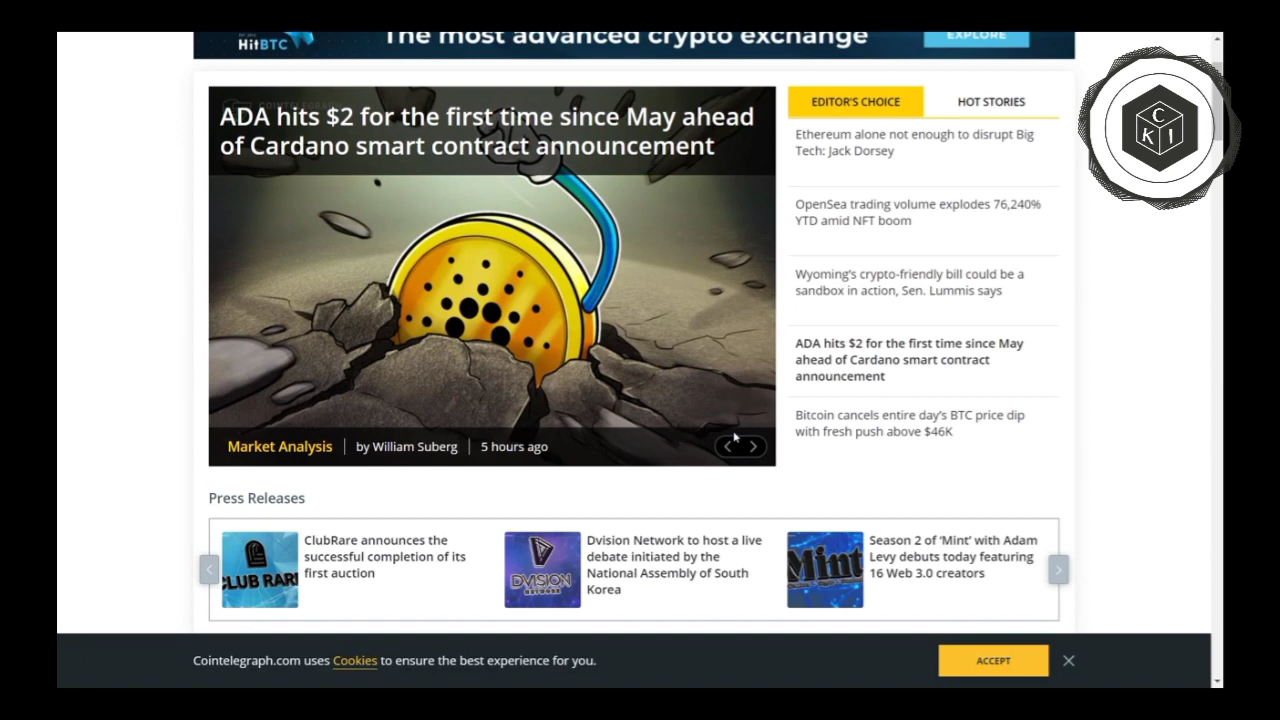 HitBTC
The most advanced crypto exchange
EXPLORE
ADA hits $2 for the first time since May ahead
of Cardano smart contract announcement
Market Analysis
by William Suberg
5 hours ago
EDITOR'S CHOICE
HOT STORIES
Ethereum alone not enough to disrupt Big
Tech: Jack Dorsey
OpenSea trading volume explodes 76,240%
YTD amid NFT boom
Wyoming's crypto-friendly bill could be a
sandbox in action, Sen. Lummis says
ADA hits $2 for the first time since May
ahead of Cardano smart contract
announcement
Bitcoin cancels entire day's BTC price dip
with fresh push above $46K
C
K I
Press Releases
CLUB RARE
ClubRare announces the
successful completion of its
first auction
DVISION
NETWORK
Dvision Network to host a live
debate initiated by the
National Assembly of South
Korea
Mint
Season 2 of ‘Mint’ with Adam
Levy debuts today featuring
16 Web 3.0 creators
Cointelegraph.com uses Cookies to ensure the best experience for you.
ACCEPT